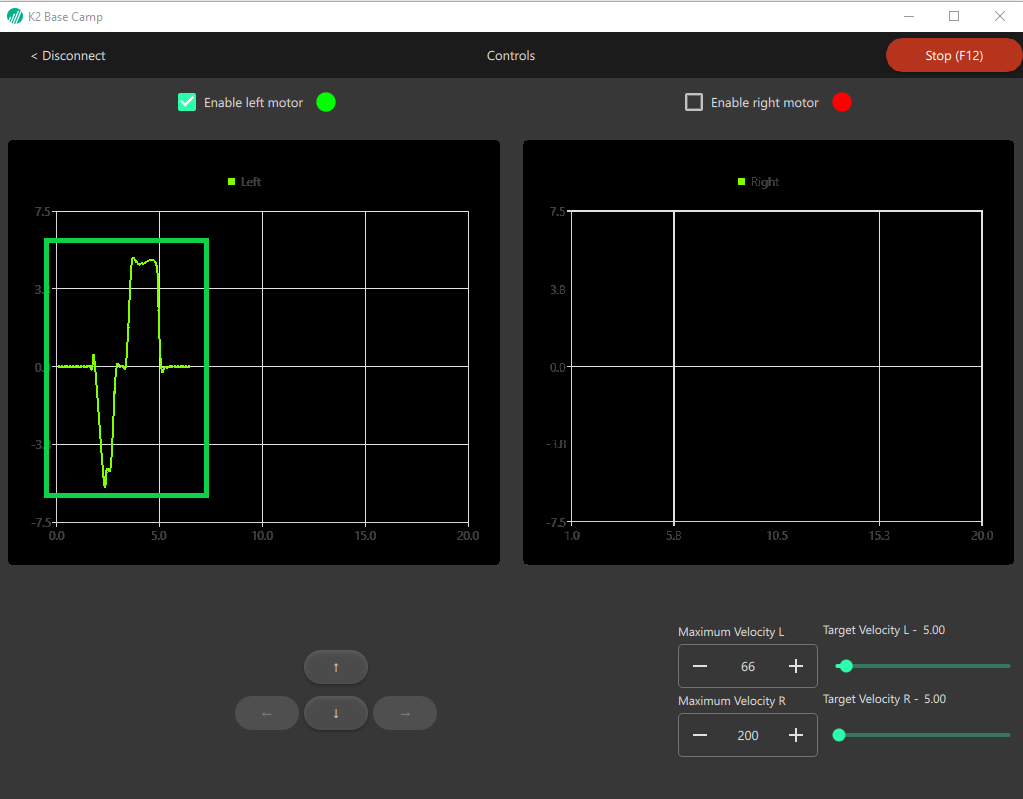 K2 Base Camp
< Disconnect
Controls
Stop (F12)
Enable left motor
Enable right motor
Left
7.5
0.0
5.0
10.0
15.0
20.0
-7.5
Right
7.5
3.8
0.0
-3.8
-7.5
1.0
5.8
10.5
15.3
20.0
↑
← ↓ →
Maximum Velocity L
Target Velocity L - 5.00
66
Maximum Velocity R
Target Velocity R - 5.00
200